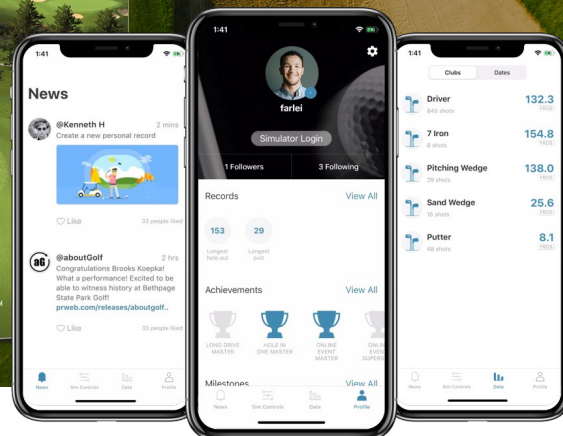 1:41
News
@Kenneth H
2 mins
Create a new personal record
Like
33 people liked
aG
@aboutGolf
2 hrs
Congratulations Brooks Koepka!
What a performance! Excited to be
able to witness history at Bethpage
State Park Golf!
prweb.com/releases/aboutgolf..
Like
33 people liked
News
Sim Controls
Data
Profile
1:41
farlei
Simulator Login
1 Followers
3 Following
Records
View All
153
29
Longest
hole out
Longest
putt
Achievements
View All
LONG DRIVE
MASTER
HOLE IN
ONE MASTER
ONLINE
EVENT
MASTER
ONLIN
EVEN
SUPERS
Milestones
View All
News
Sim Controls
Data
Profile
1:41
Clubs
Dates
Driver
645 shots
132.3
YRDS
7 Iron
8 shots
154.8
YRDS
Pitching Wedge
29 shots
138.0
YRDS
Sand Wedge
16 shots
25.6
YRDS
Putter
48 shots
8.1
YRDS
News
Sim Controls
Data
Profile